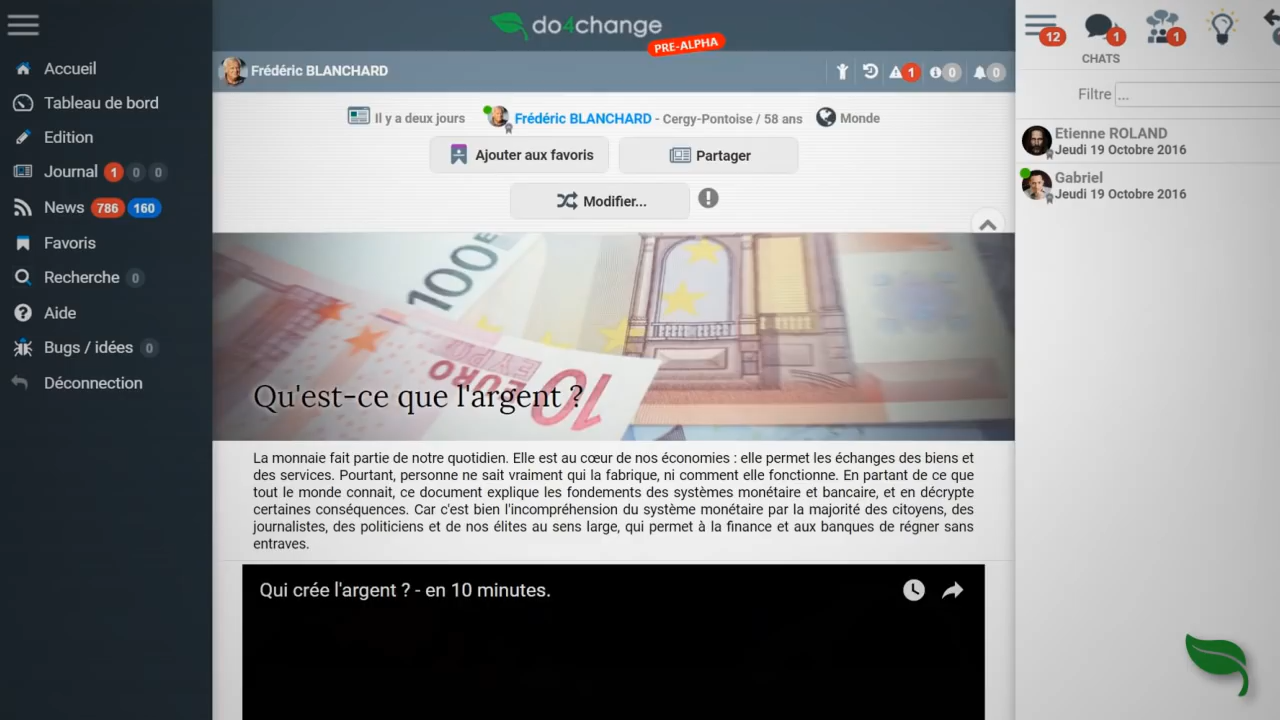 do4change
PRE-ALPHA
Accueil
Tableau de bord
Edition
Journal 1 0 0
News 786 160
Favoris
Recherche 0
Aide
Bugs / idées 0
Déconnection
Frédéric BLANCHARD
1 0 0
Il y a deux jours
Frédéric BLANCHARD - Cergy-Pontoise / 58 ans
Monde
Ajouter aux favoris
Partager
Modifier...
100
EURO
10
EYPO
Qu'est-ce que l'argent ?
La monnaie fait partie de notre quotidien. Elle est au cœur de nos économies : elle permet les échanges des biens et
des services. Pourtant, personne ne sait vraiment qui la fabrique, ni comment elle fonctionne. En partant de ce que
tout le monde connait, ce document explique les fondements des systèmes monétaire et bancaire, et en décrypte
certaines conséquences. Car c'est bien l'incompréhension du système monétaire par la majorité des citoyens, des
journalistes, des politiciens et de nos élites au sens large, qui permet à la finance et aux banques de régner sans
entraves.
Qui crée l'argent ? - en 10 minutes.
12 1 1
CHATS
Filtre ...
Etienne ROLAND
Jeudi 19 Octobre 2016
Gabriel
Jeudi 19 Octobre 2016